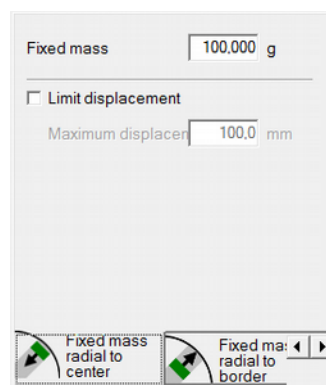 Fixed mass 100,000 g
Limit displacement
Maximum displacen 100,0 mm
Fixed mass
radial to
center
Fixed mas
radial to
border